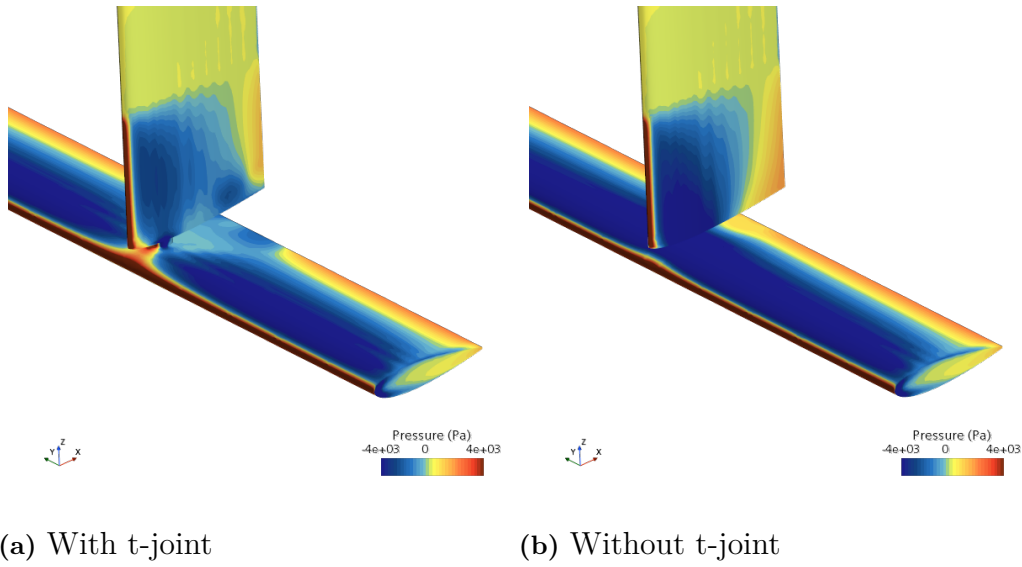 Z
Y X
Pressure (Pa)
-4e+03 0 4e+03
Z
Y X
Pressure (Pa)
-4e+03 0 4e+03
(a) With t-joint
(b) Without t-joint